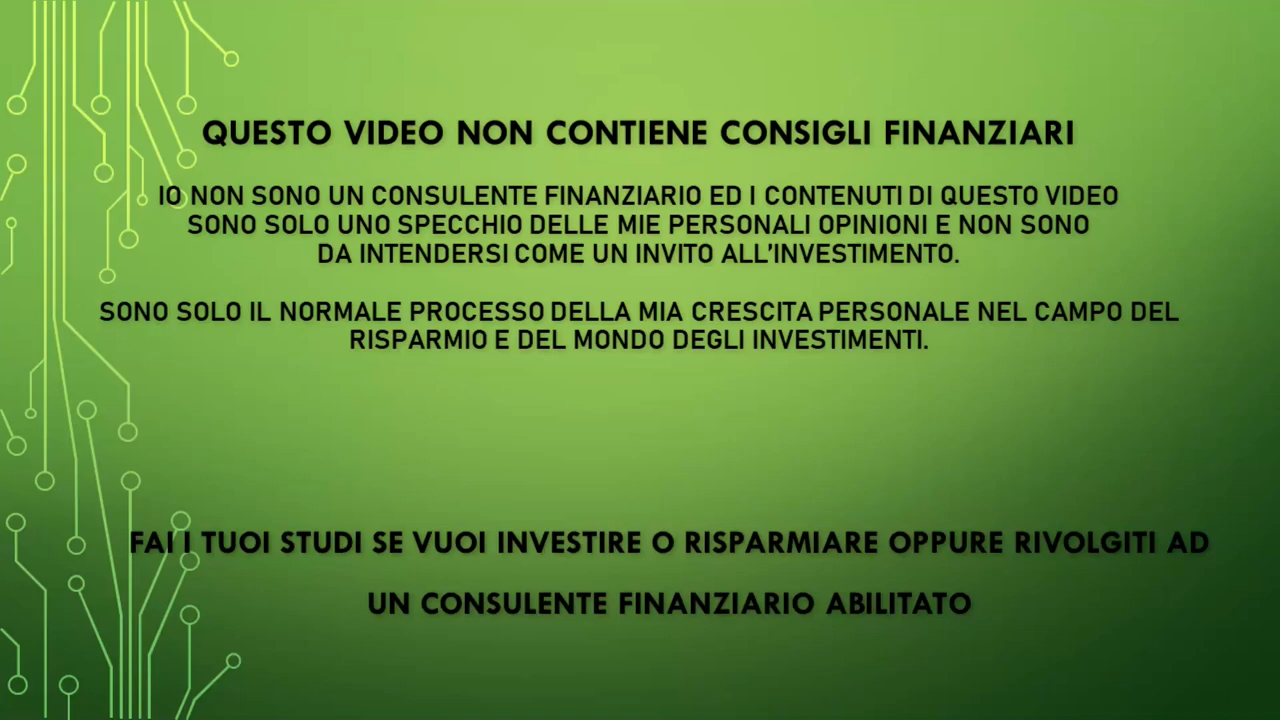 QUESTO VIDEO NON CONTIENE CONSIGLI FINANZIARI
IO NON SONO UN CONSULENTE FINANZIARIO ED I CONTENUTI DI QUESTO VIDEO
SONO SOLO UNO SPECCHIO DELLE MIE PERSONALI OPINIONI E NON SONO
DA INTENDERSI COME UN INVITO ALL'INVESTIMENTO.
SONO SOLO IL NORMALE PROCESSO DELLA MIA CRESCITA PERSONALE NEL CAMPO DEL
RISPARMIO E DEL MONDO DEGLI INVESTIMENTI.
FAI I TUOI STUDI SE VUOI INVESTIRE O RISPARMIARE OPPURE RIVOLGITI AD
UN CONSULENTE FINANZIARIO ABILITATO